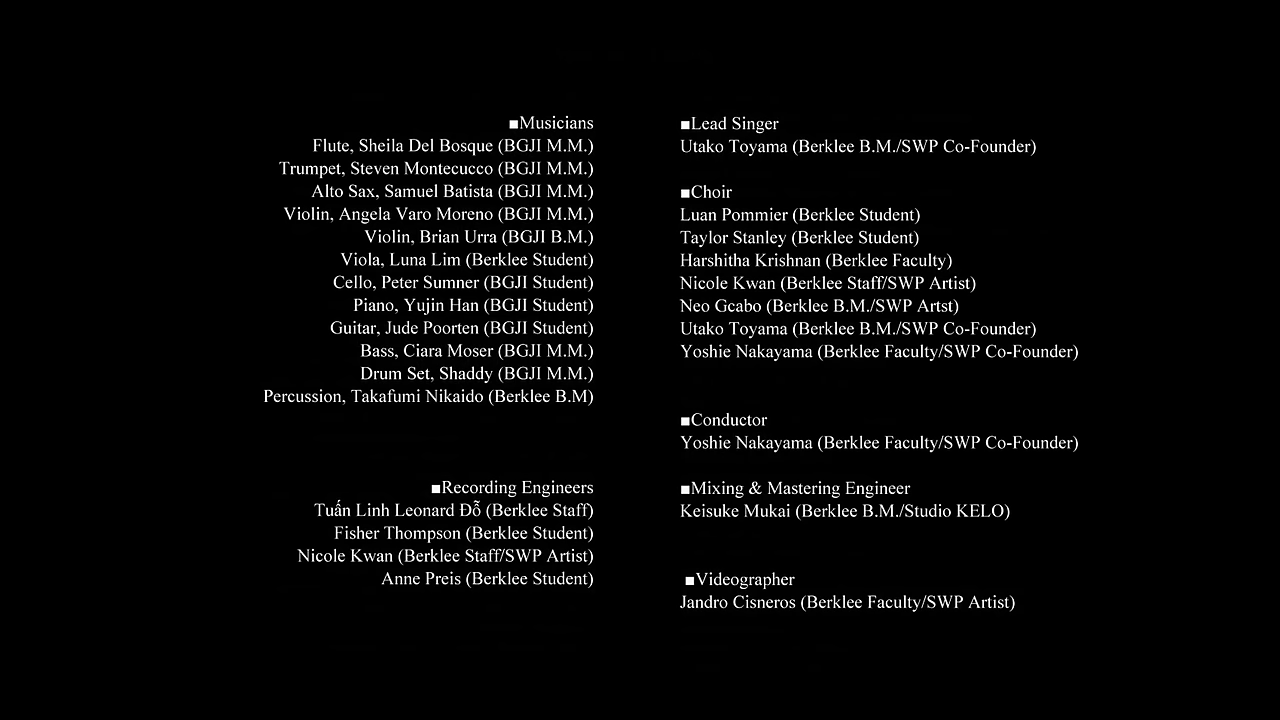 ■Musicians
Flute, Sheila Del Bosque (BGJI M.M.)
Trumpet, Steven Montecucco (BGJI M.M.)
Alto Sax, Samuel Batista (BGJI M.M.)
Violin, Angela Varo Moreno (BGJI M.M.)
Violin, Brian Urra (BGJI B.M.)
Viola, Luna Lim (Berklee Student)
Cello, Peter Sumner (BGJI Student)
Piano, Yujin Han (BGJI Student)
Guitar, Jude Poorten (BGJI Student)
Bass, Ciara Moser (BGJI M.M.)
Drum Set, Shaddy (BGJI M.M.)
Percussion, Takafumi Nikaido (Berklee B.M)
■Recording Engineers
Tuấn Linh Leonard Đỗ (Berklee Staff)
Fisher Thompson (Berklee Student)
Nicole Kwan (Berklee Staff/SWP Artist)
Anne Preis (Berklee Student)
■Lead Singer
Utako Toyama (Berklee B.M./SWP Co-Founder)
■Choir
Luan Pommier (Berklee Student)
Taylor Stanley (Berklee Student)
Harshitha Krishnan (Berklee Faculty)
Nicole Kwan (Berklee Staff/SWP Artist)
Neo Gcabo (Berklee B.M./SWP Artst)
Utako Toyama (Berklee B.M./SWP Co-Founder)
Yoshie Nakayama (Berklee Faculty/SWP Co-Founder)
■Conductor
Yoshie Nakayama (Berklee Faculty/SWP Co-Founder)
■Mixing & Mastering Engineer
Keisuke Mukai (Berklee B.M./Studio KELO)
■Videographer
Jandro Cisneros (Berklee Faculty/SWP Artist)